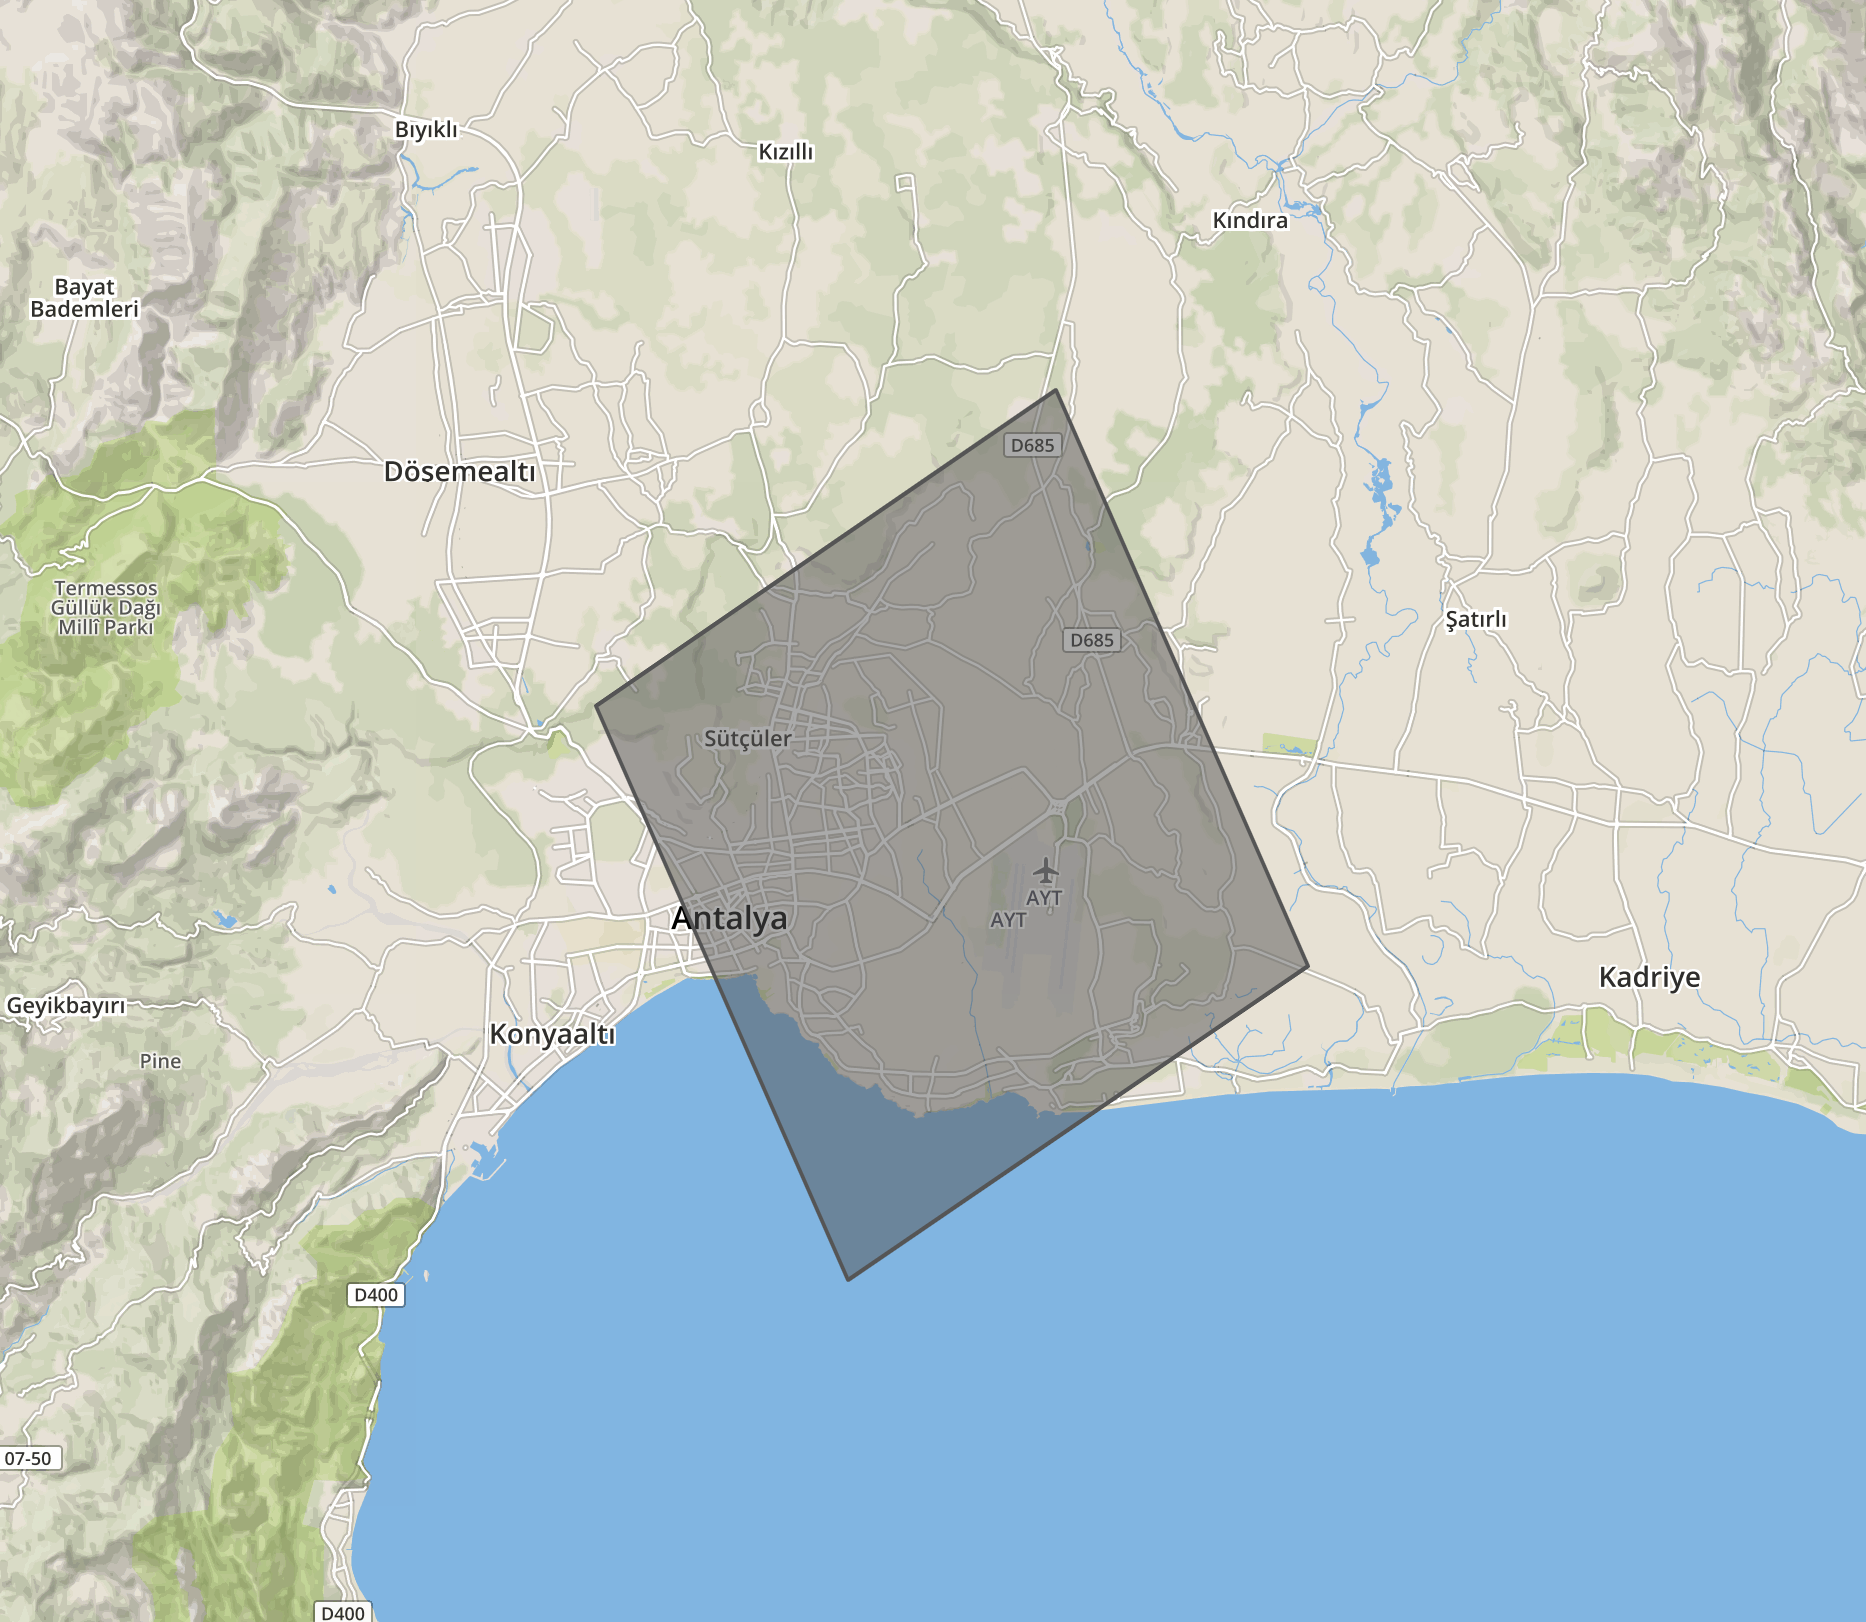 Bıyıklı
Kızıllı
Kındıra
Bayat
Bademleri
D685
Dösemealtı
Termessos
Güllük Dağı
Millî Parkı
Şatırlı
D685
Sütçüler
AYT
AYT
Antalya
Kadriye
Geyikbayırı
Konyaaltı
Pine
D400
07-50
D400